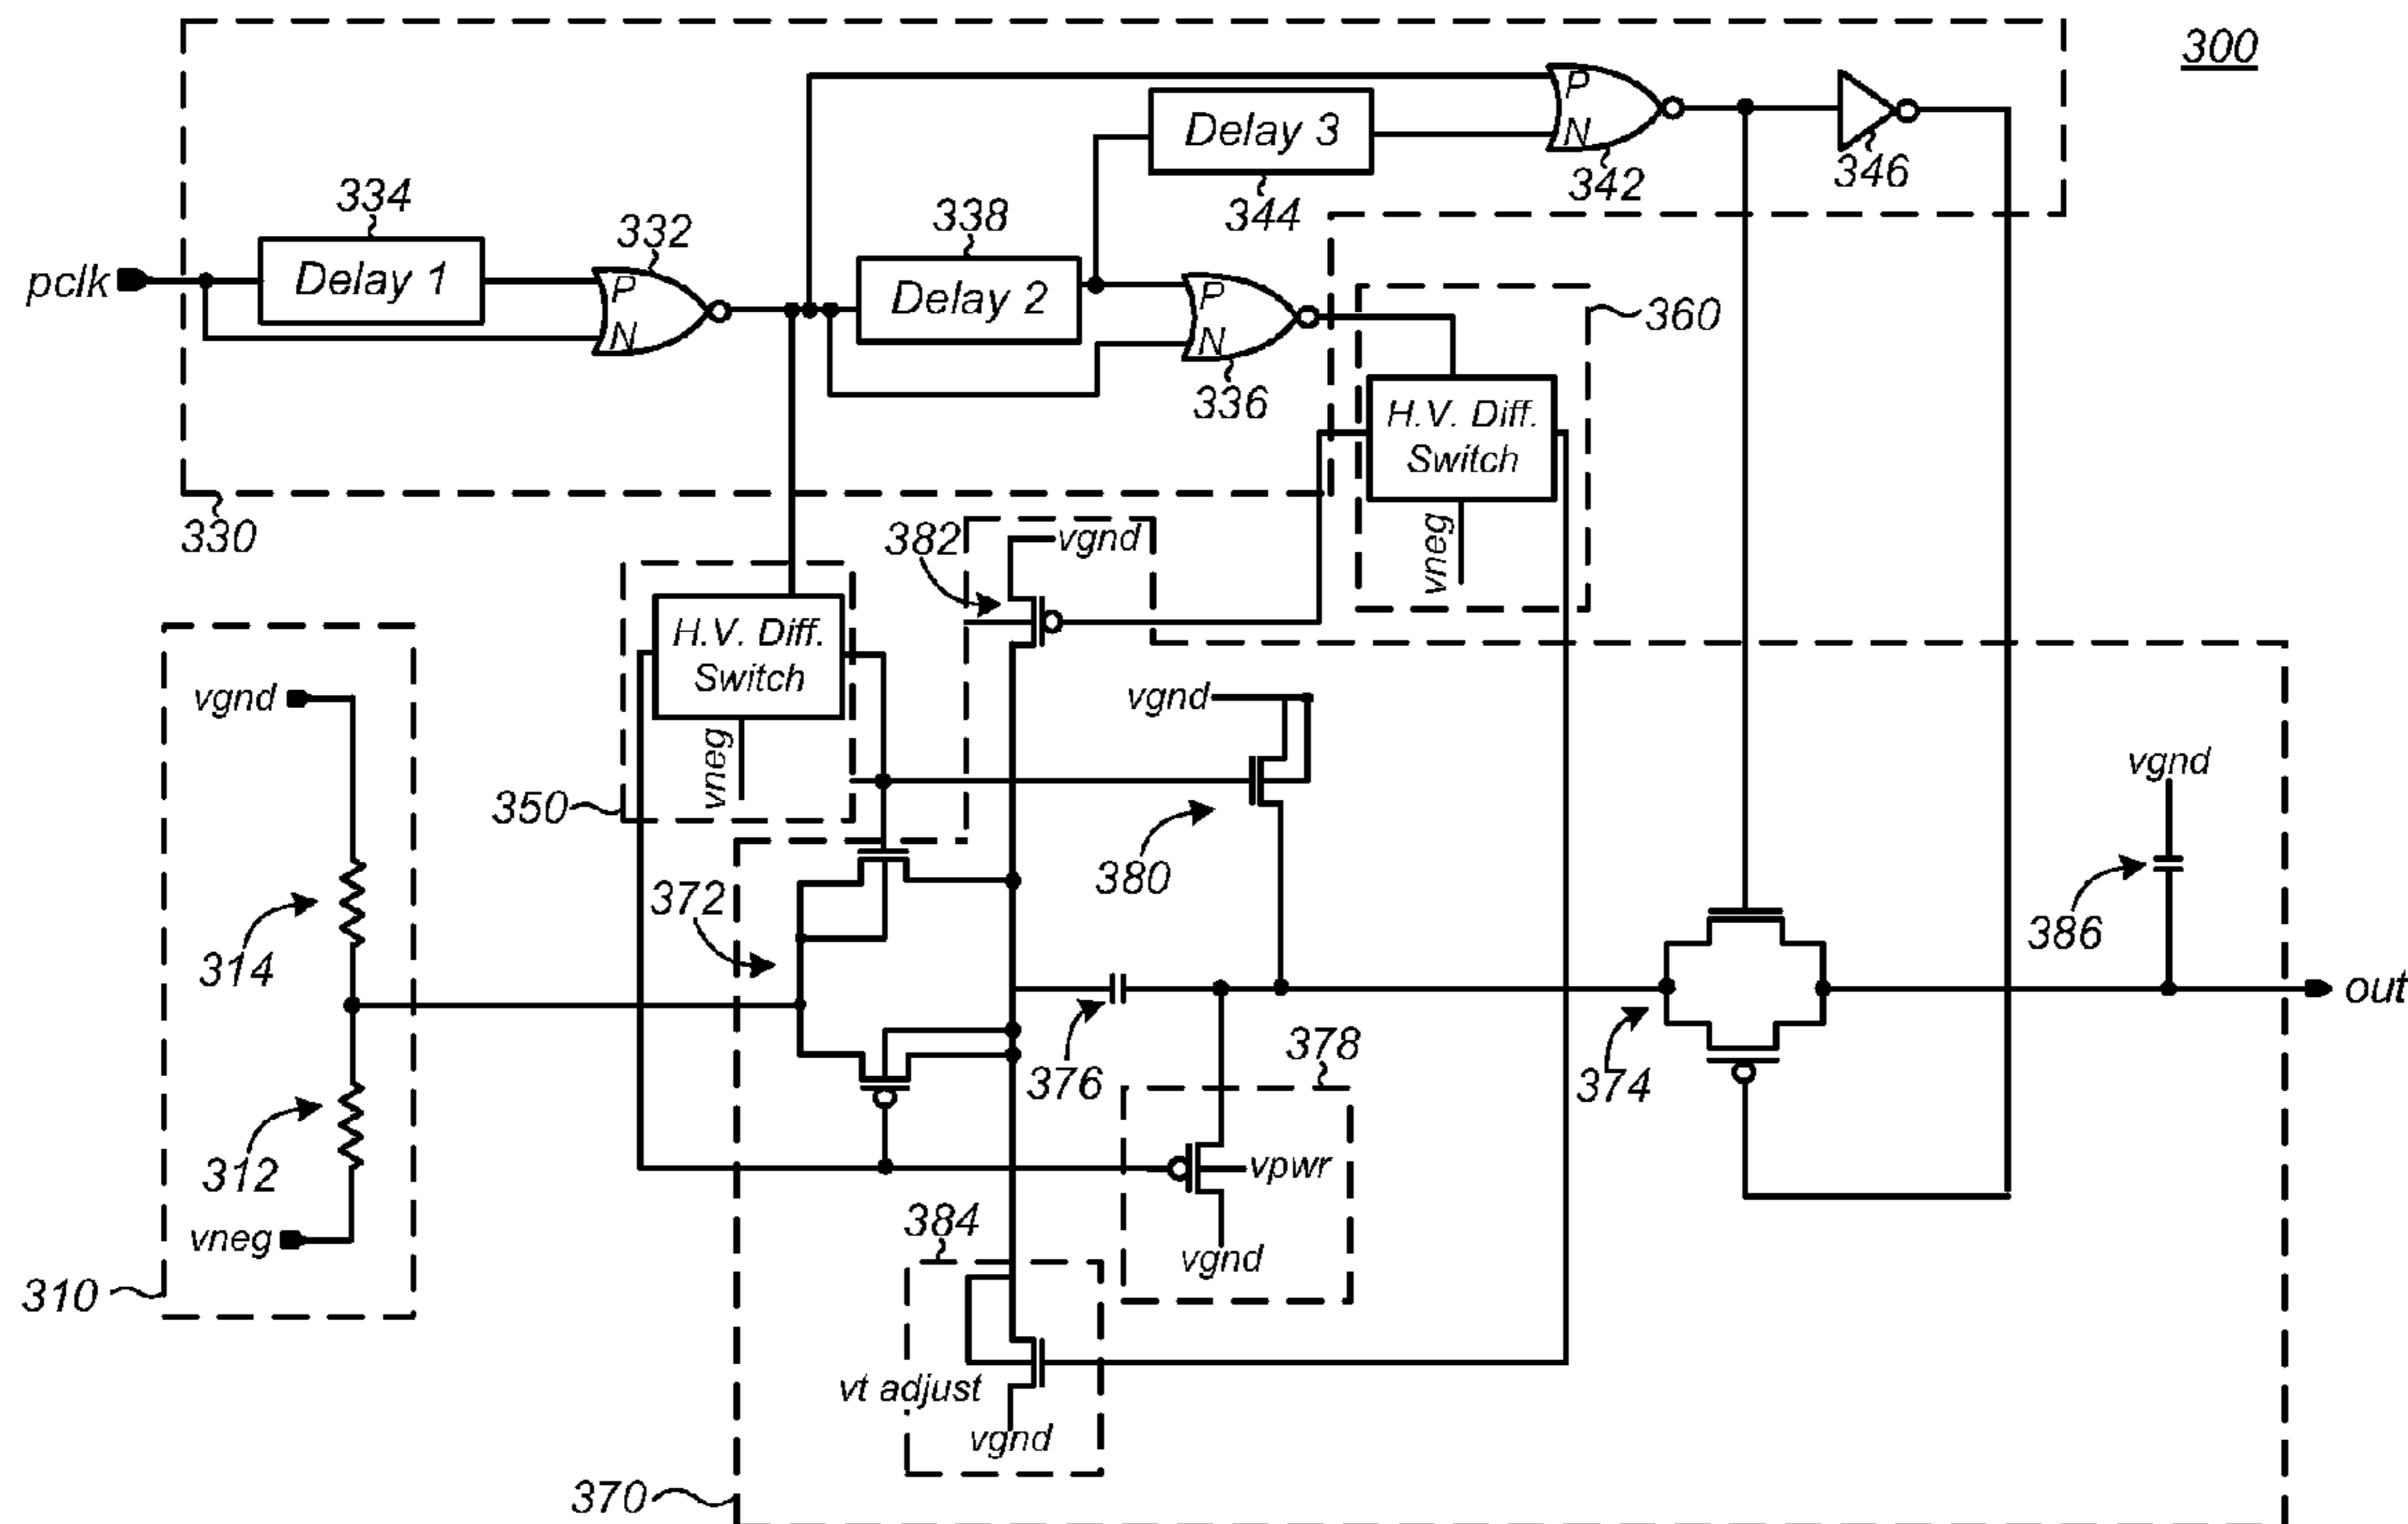 300
P
Delay 3
N
342
346
334
332
338
344
pclk
Delay 1
P
N
Delay 2
P
N
336
360
H.V. Diff.
Switch
vneg
330
382
vgnd
H.V. Diff.
Switch
vneg
350
vgnd
vgnd
380
vgnd
386
372
314
376
378
374
out
312
vpwr
vneg
384
vgnd
310
vt adjust
vgnd
370